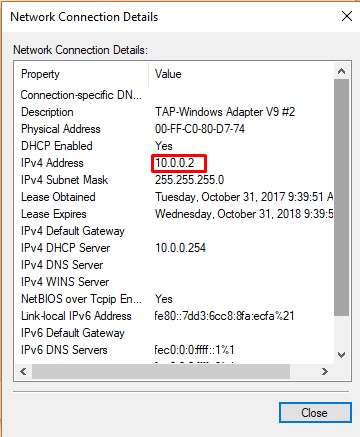 Network Connection Details
Network Connection Details:
Property Value
Connection-specific DN...
Description TAP-Windows Adapter V9 #2
Physical Address 00-FF-C0-80-D7-74
DHCP Enabled Yes
IPv4 Address 10.0.0.2
IPv4 Subnet Mask 255.255.255.0
Lease Obtained Tuesday, October 31, 2017 9:39:51 A
Lease Expires Wednesday, October 31, 2018 9:39:5
IPv4 Default Gateway
IPv4 DHCP Server 10.0.0.254
IPv4 DNS Server
IPv4 WINS Server
NetBIOS over Tcpip En... Yes
Link-local IPv6 Address fe80::7dd3:6cc8:8fa:ecfa%21
IPv6 Default Gateway
IPv6 DNS Servers fec0:0:0:ffff::1%1
Close